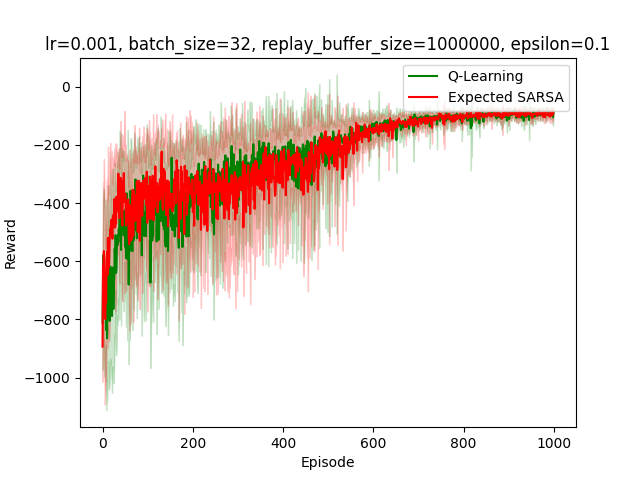 lr=0.001, batch_size=32, replay_buffer_size=1000000, epsilon=0.1
Q-Learning
Expected SARSA
0
−200
−400
−600
−800
−1000
Reward
0 200 400 600 800 1000
Episode